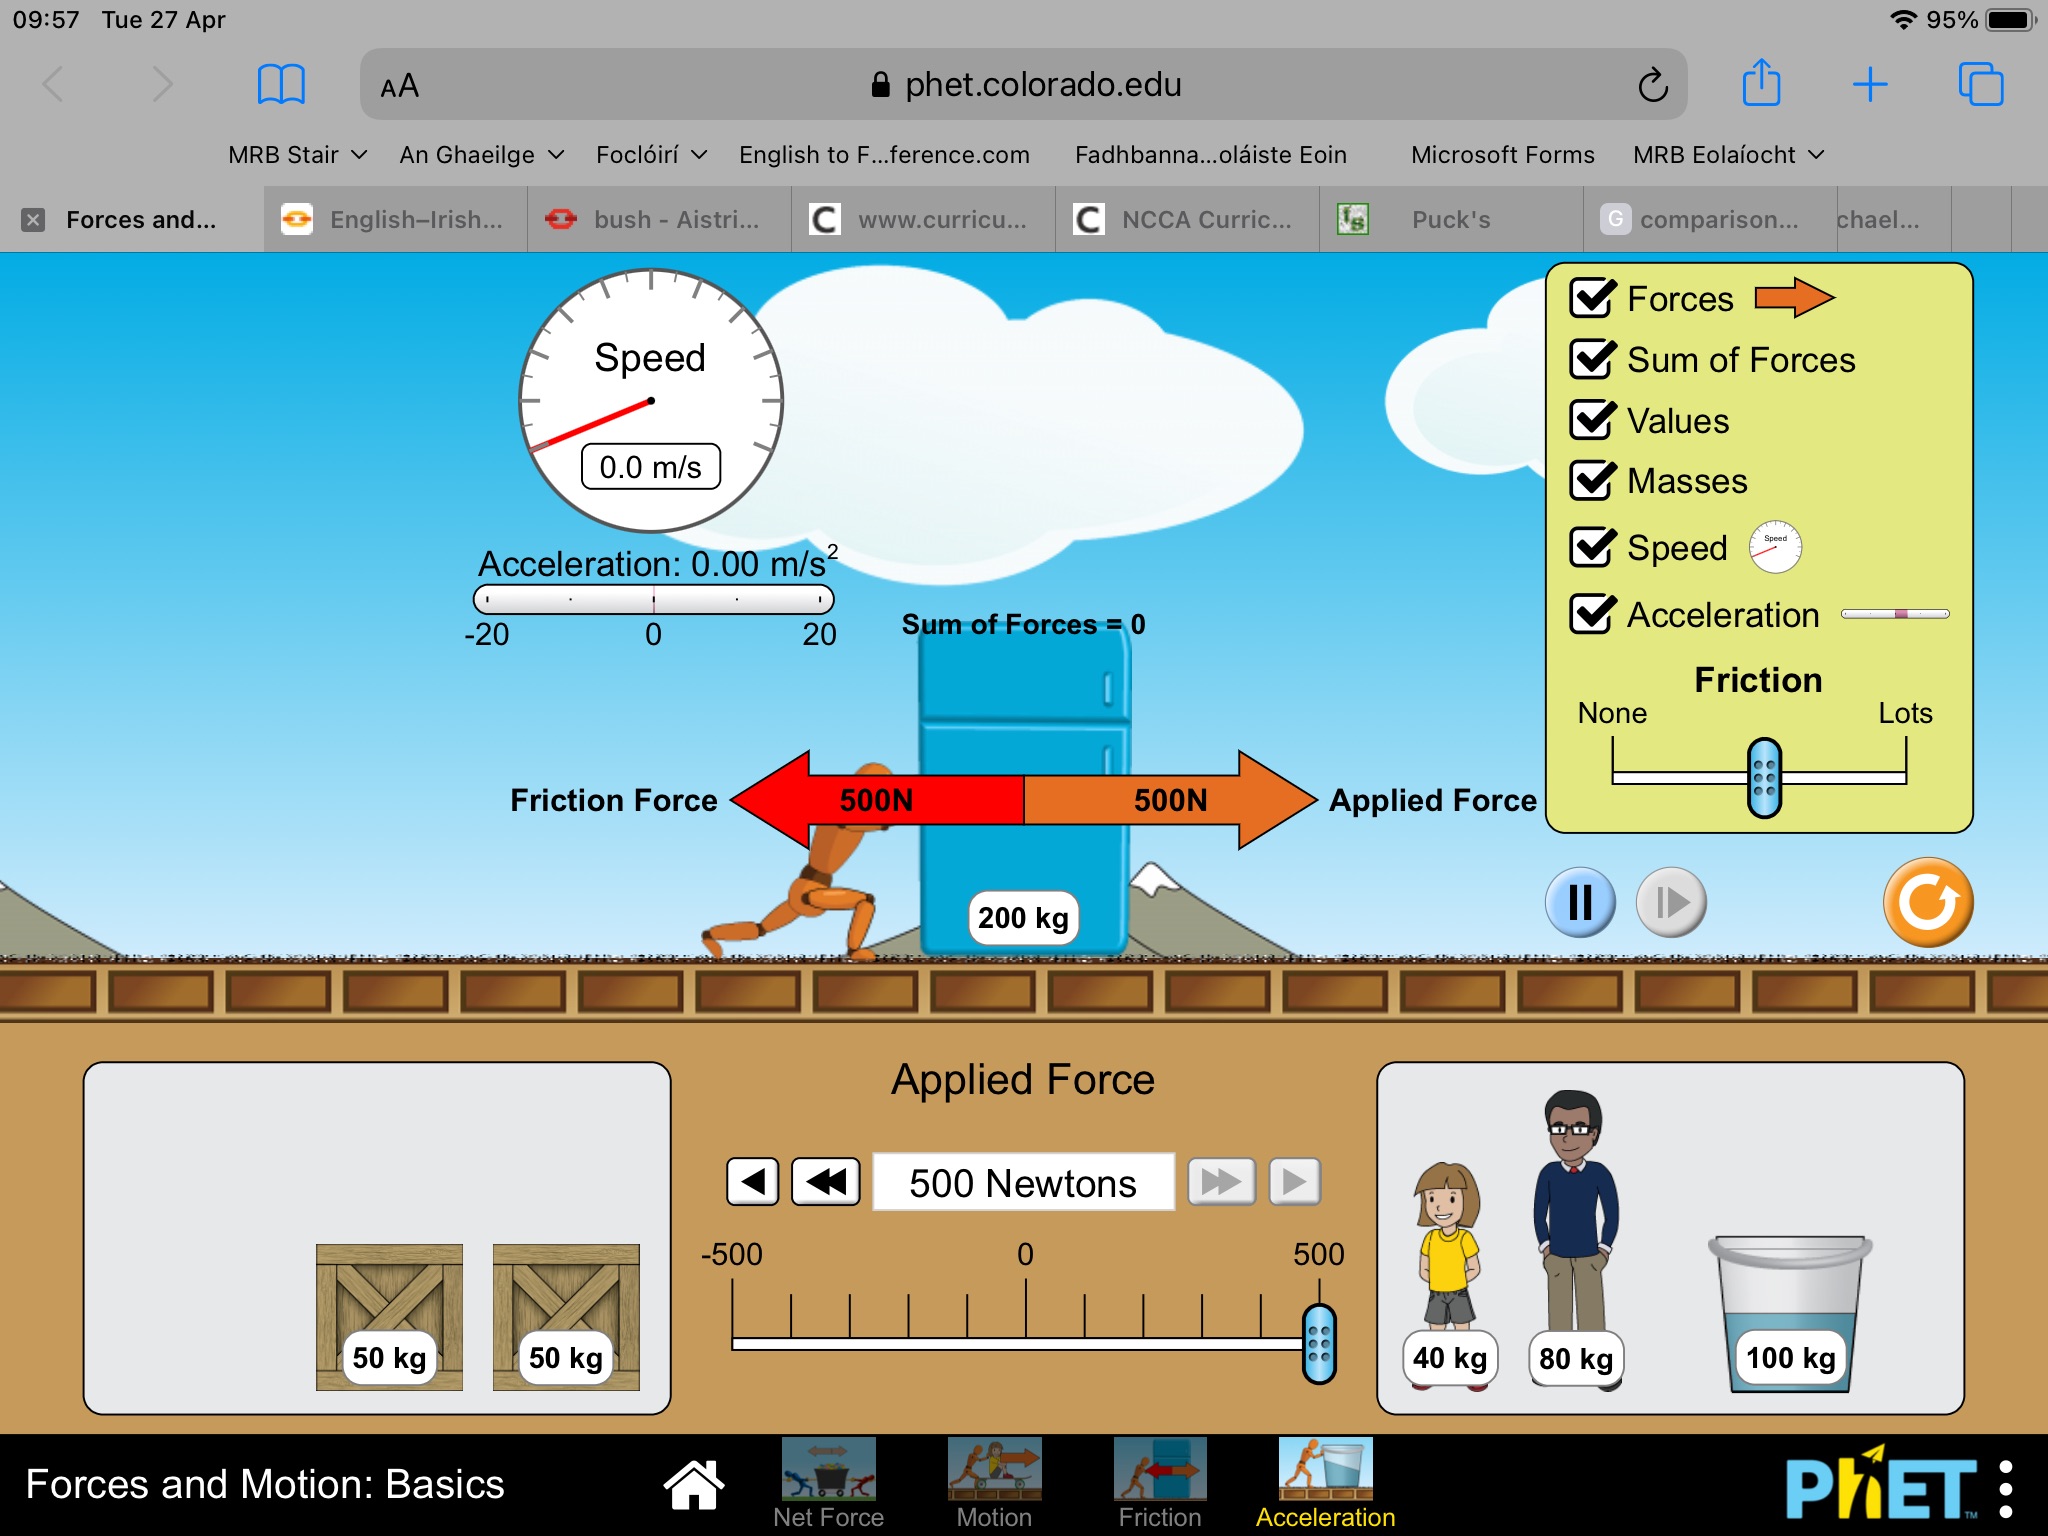 09:57 Tue 27 Apr 95%
AA phet.colorado.edu
MRB Stair An Ghaeilge Foclóirí English to F...ference.com Fadhbanna...oláiste Eoin Microsoft Forms MRB Eolaíocht
Forces and... English–Irish... bush - Aistri... www.curricu... NCCA Curric... Puck's comparison... chael...
Speed
0.0 m/s
Acceleration: 0.00 m/s²
-20 0 20
Sum of Forces = 0
Friction Force 500N 500N Applied Force
200 kg
Forces
Sum of Forces
Values
Masses
Speed Speed
Acceleration
Friction
None Lots
Applied Force
500 Newtons
-500 0 500
50 kg 50 kg
40 kg 80 kg 100 kg
Forces and Motion: Basics
Net Force Motion Friction Acceleration
PhET™